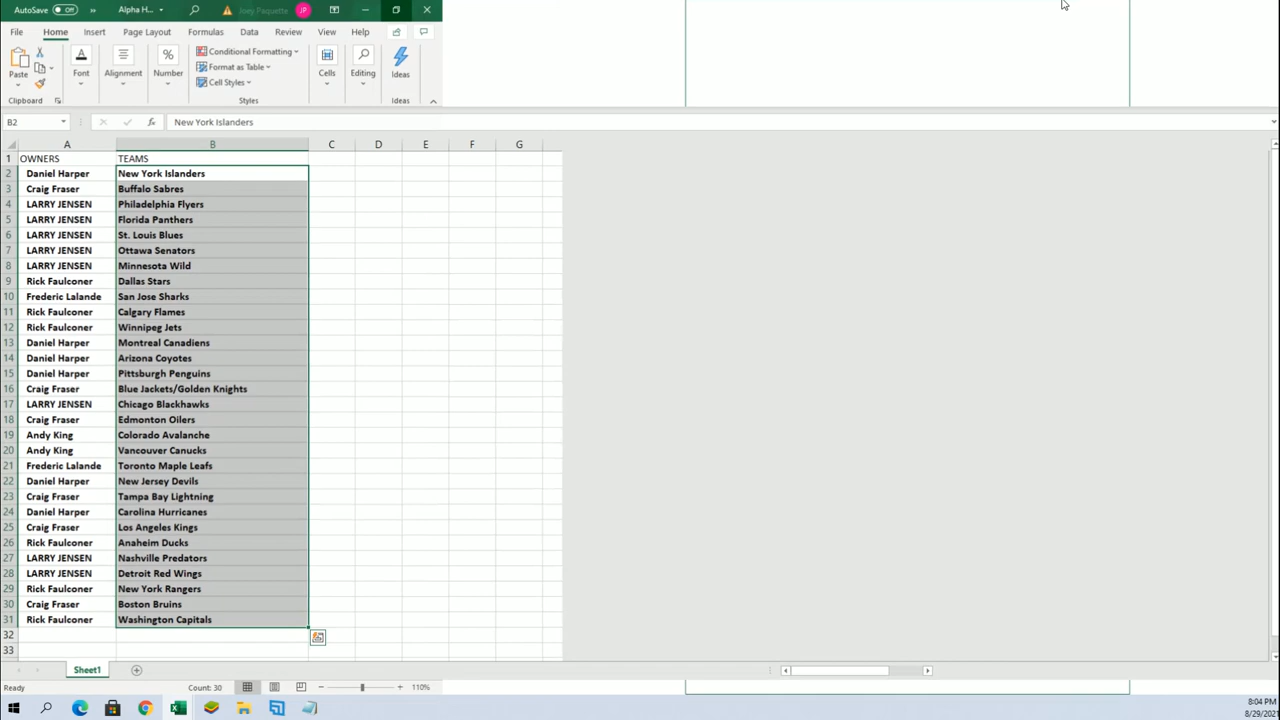 AutoSave Off » Alpha H... Joep Paquette JP
File Home Insert Page Layout Formulas Data Review View Help
Paste Font Alignment Number Conditional Formatting Format as Table Cell Styles Cells Editing Ideas
Clipboard Styles Ideas
B2 fx New York Islanders
A B C D E F G
1 OWNERS TEAMS
2 Daniel Harper New York Islanders
3 Craig Fraser Buffalo Sabres
4 LARRY JENSEN Philadelphia Flyers
5 LARRY JENSEN Florida Panthers
6 LARRY JENSEN St. Louis Blues
7 LARRY JENSEN Ottawa Senators
8 LARRY JENSEN Minnesota Wild
9 Rick Faulconer Dallas Stars
10 Frederic Lalande San Jose Sharks
11 Rick Faulconer Calgary Flames
12 Rick Faulconer Winnipeg Jets
13 Daniel Harper Montreal Canadiens
14 Daniel Harper Arizona Coyotes
15 Daniel Harper Pittsburgh Penguins
16 Craig Fraser Blue Jackets/Golden Knights
17 LARRY JENSEN Chicago Blackhawks
18 Craig Fraser Edmonton Oilers
19 Andy King Colorado Avalanche
20 Andy King Vancouver Canucks
21 Frederic Lalande Toronto Maple Leafs
22 Daniel Harper New Jersey Devils
23 Craig Fraser Tampa Bay Lightning
24 Daniel Harper Carolina Hurricanes
25 Craig Fraser Los Angeles Kings
26 Rick Faulconer Anaheim Ducks
27 LARRY JENSEN Nashville Predators
28 LARRY JENSEN Detroit Red Wings
29 Rick Faulconer New York Rangers
30 Craig Fraser Boston Bruins
31 Rick Faulconer Washington Capitals
32
33
Sheet1
Ready Count: 30 110%
8:04 PM
8/29/202